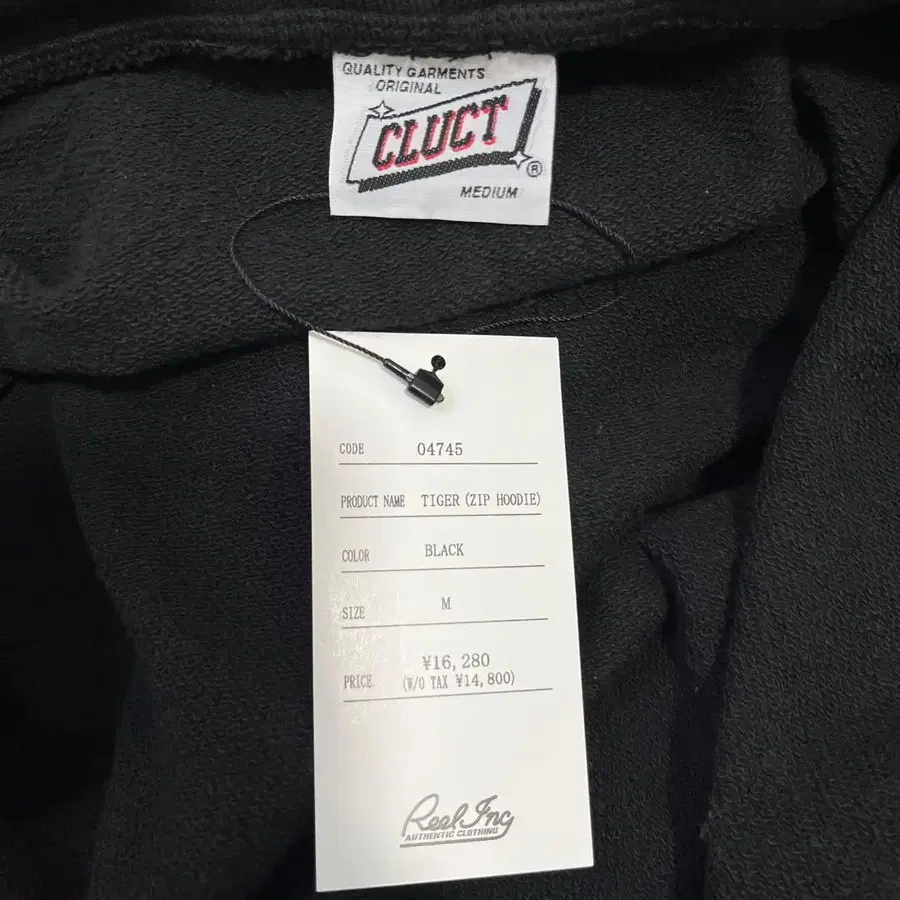 QUALITY GARMENTS
ORIGINAL
CLUCT
®
MEDIUM
CODE 04745
PRODUCT NAME TIGER (ZIP HOODIE)
COLOR BLACK
SIZE M
¥16,280
PRICE. (W/O TAX ¥14,800)
Reel Inc
AUTHENTIC CLOTHING